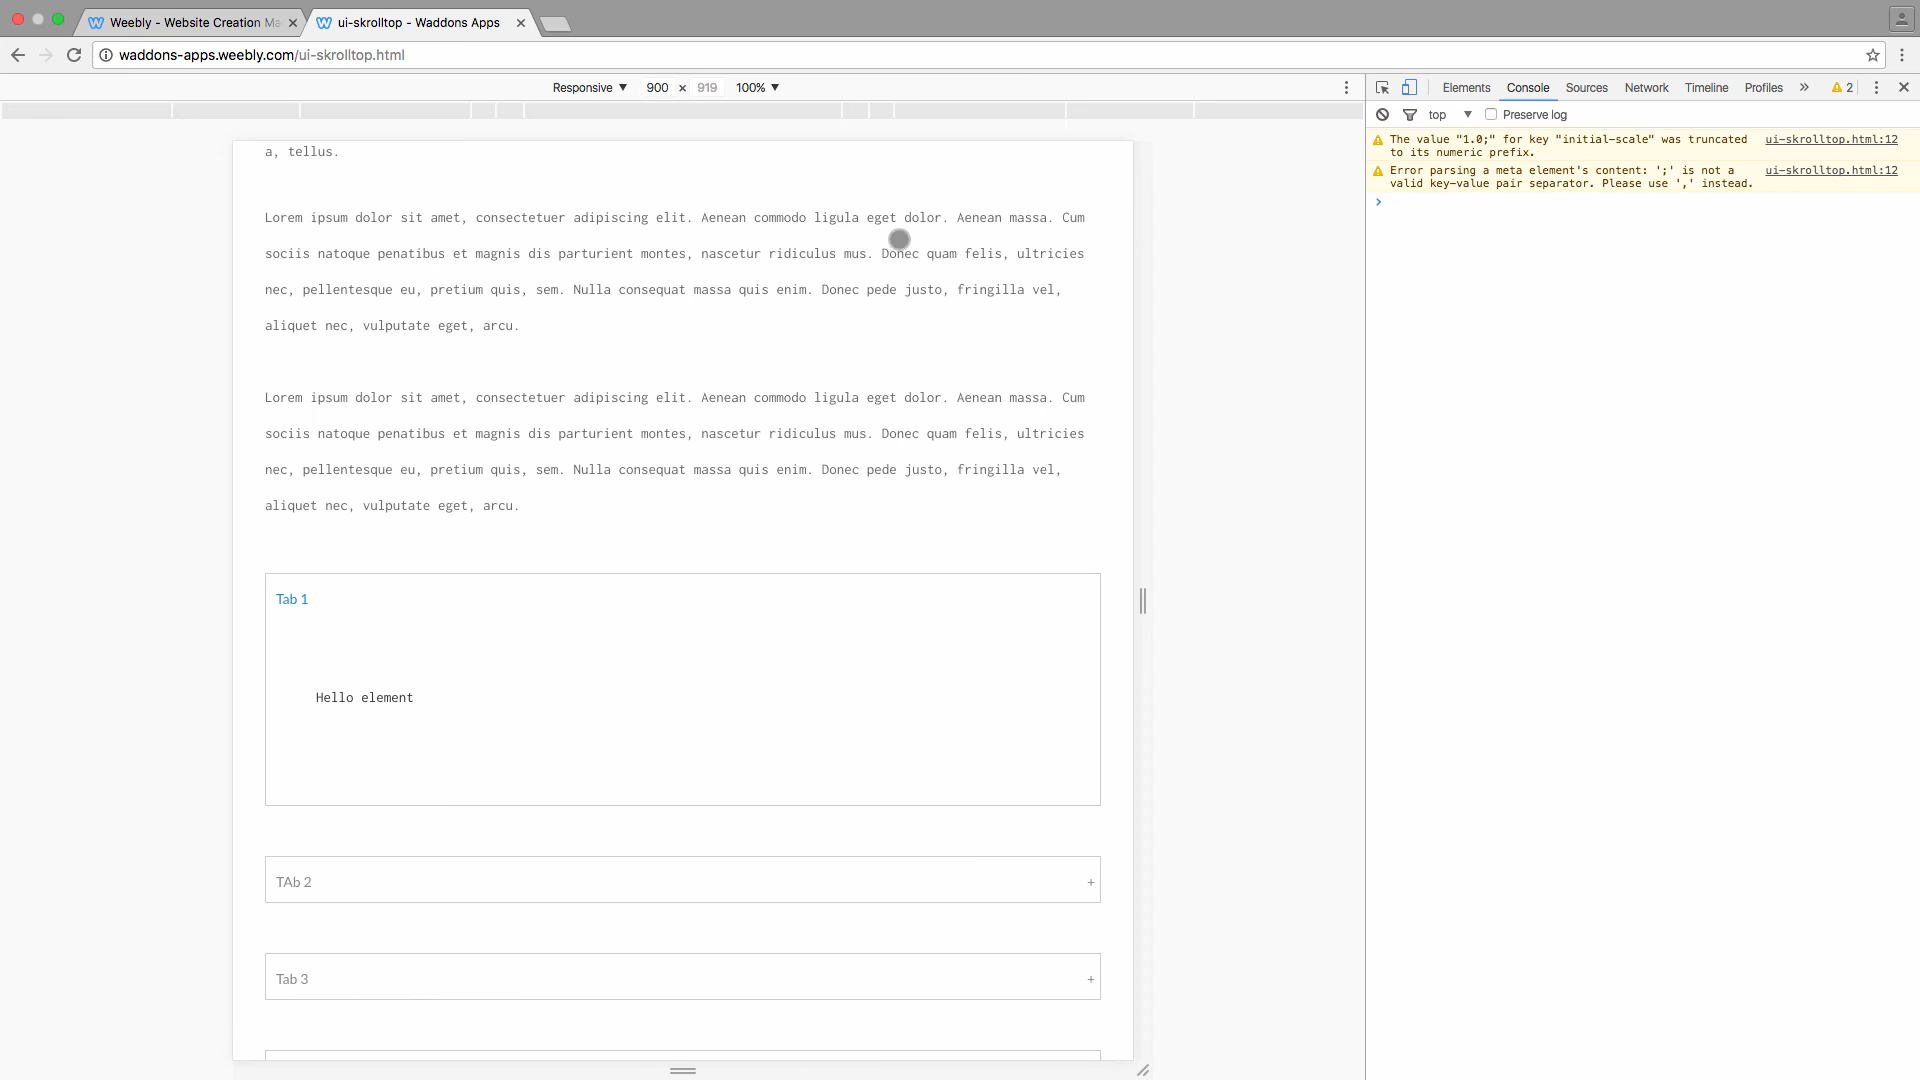 Weebly - Website Creation Ma
ui-skrolltop - Waddons Apps
waddons-apps.weebly.com/ui-skrolltop.html
Responsive ▼ 900 × 919 100% ▼
Elements Console Sources Network Timeline Profiles » 2
top ▼ Preserve log
The value "1.0;" for key "initial-scale" was truncated ui-skrolltop.html:12
to its numeric prefix.
Error parsing a meta element's content: ';' is not a ui-skrolltop.html:12
valid key-value pair separator. Please use ',' instead.
a, tellus.
Lorem ipsum dolor sit amet, consectetuer adipiscing elit. Aenean commodo ligula eget dolor. Aenean massa. Cum
sociis natoque penatibus et magnis dis parturient montes, nascetur ridiculus mus. Donec quam felis, ultricies
nec, pellentesque eu, pretium quis, sem. Nulla consequat massa quis enim. Donec pede justo, fringilla vel,
aliquet nec, vulputate eget, arcu.
Lorem ipsum dolor sit amet, consectetuer adipiscing elit. Aenean commodo ligula eget dolor. Aenean massa. Cum
sociis natoque penatibus et magnis dis parturient montes, nascetur ridiculus mus. Donec quam felis, ultricies
nec, pellentesque eu, pretium quis, sem. Nulla consequat massa quis enim. Donec pede justo, fringilla vel,
aliquet nec, vulputate eget, arcu.
Tab 1
Hello element
TAb 2 +
Tab 3 +